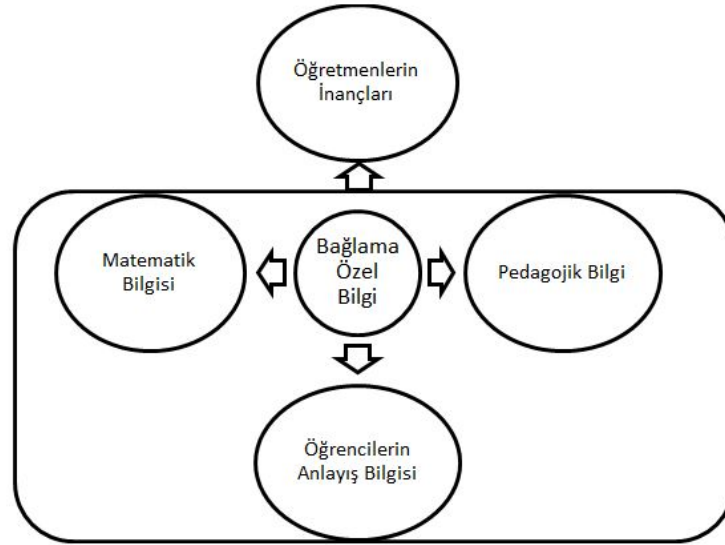 Öğretmenlerin
İnançları
Matematik
Bilgisi
Bağlama
Özel
Bilgi
Pedagojik Bilgi
Öğrencilerin
Anlayış Bilgisi